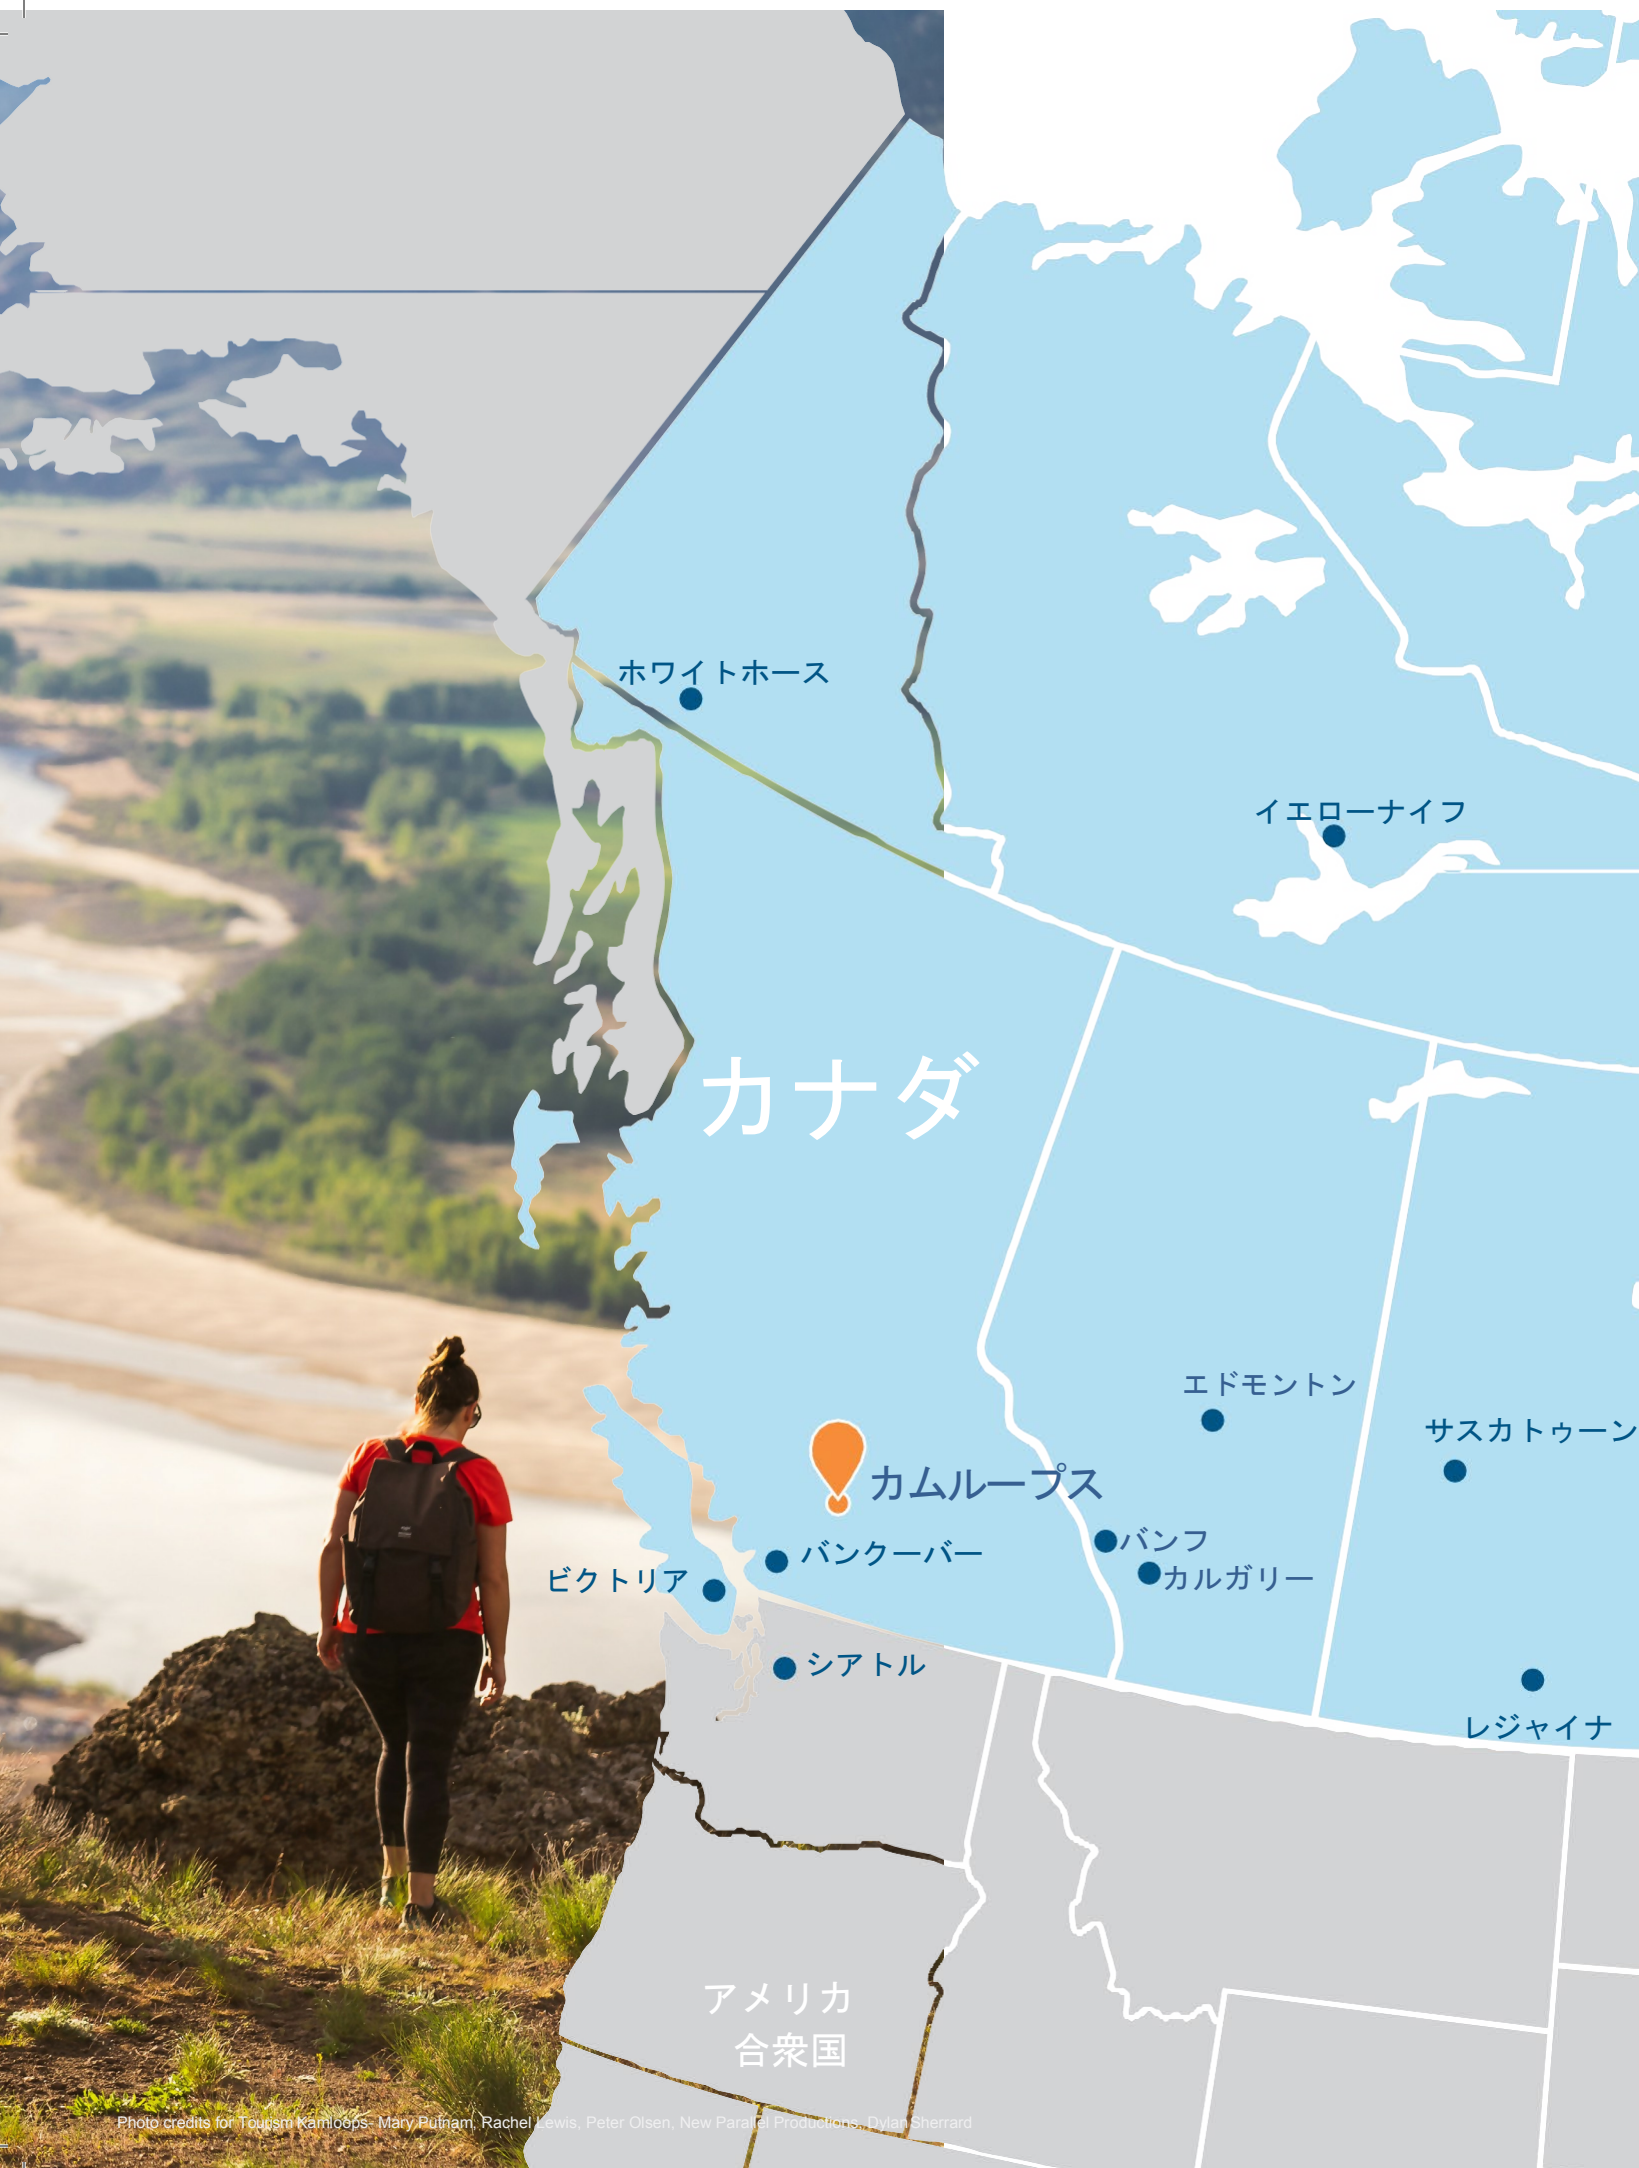 ホワイトホース
イエローナイフ
カナダ
エドモントン
サスカトゥーン
カムループス
バンクーバー
バンフ
ビクトリア
カルガリー
シアトル
レジャイナ
アメリカ
合衆国
Photo credits for Tourism Kamloops- Mary Putnam, Rachel Lewis, Peter Olsen, New Parallel Productions, Dylan Sherrard